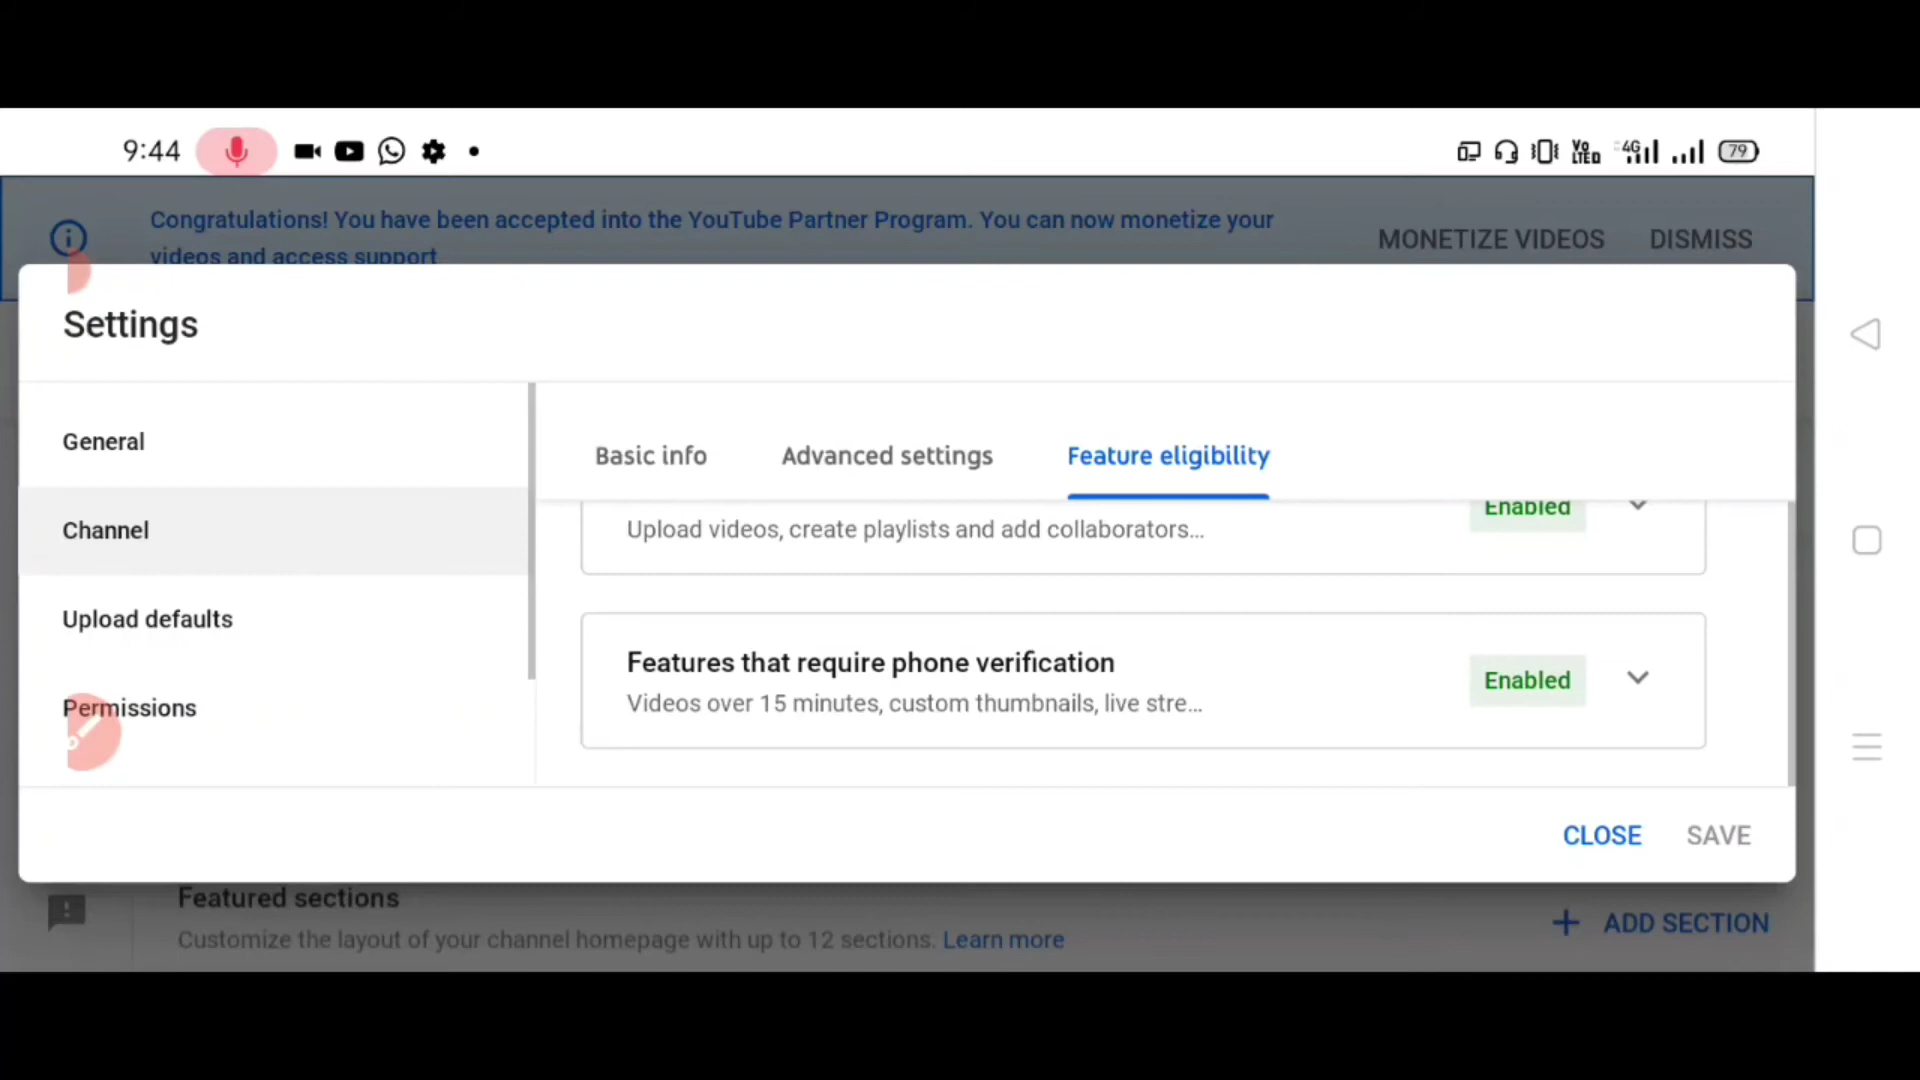 9:44
Vo LTED 4G 79
Congratulations! You have been accepted into the YouTube Partner Program. You can now monetize your
videos and access support
MONETIZE VIDEOS DISMISS
Settings
General
Channel
Upload defaults
Permissions
Basic info Advanced settings Feature eligibility
Enabled
Upload videos, create playlists and add collaborators...
Features that require phone verification
Enabled
Videos over 15 minutes, custom thumbnails, live stre...
CLOSE SAVE
Featured sections
Customize the layout of your channel homepage with up to 12 sections. Learn more
+ ADD SECTION